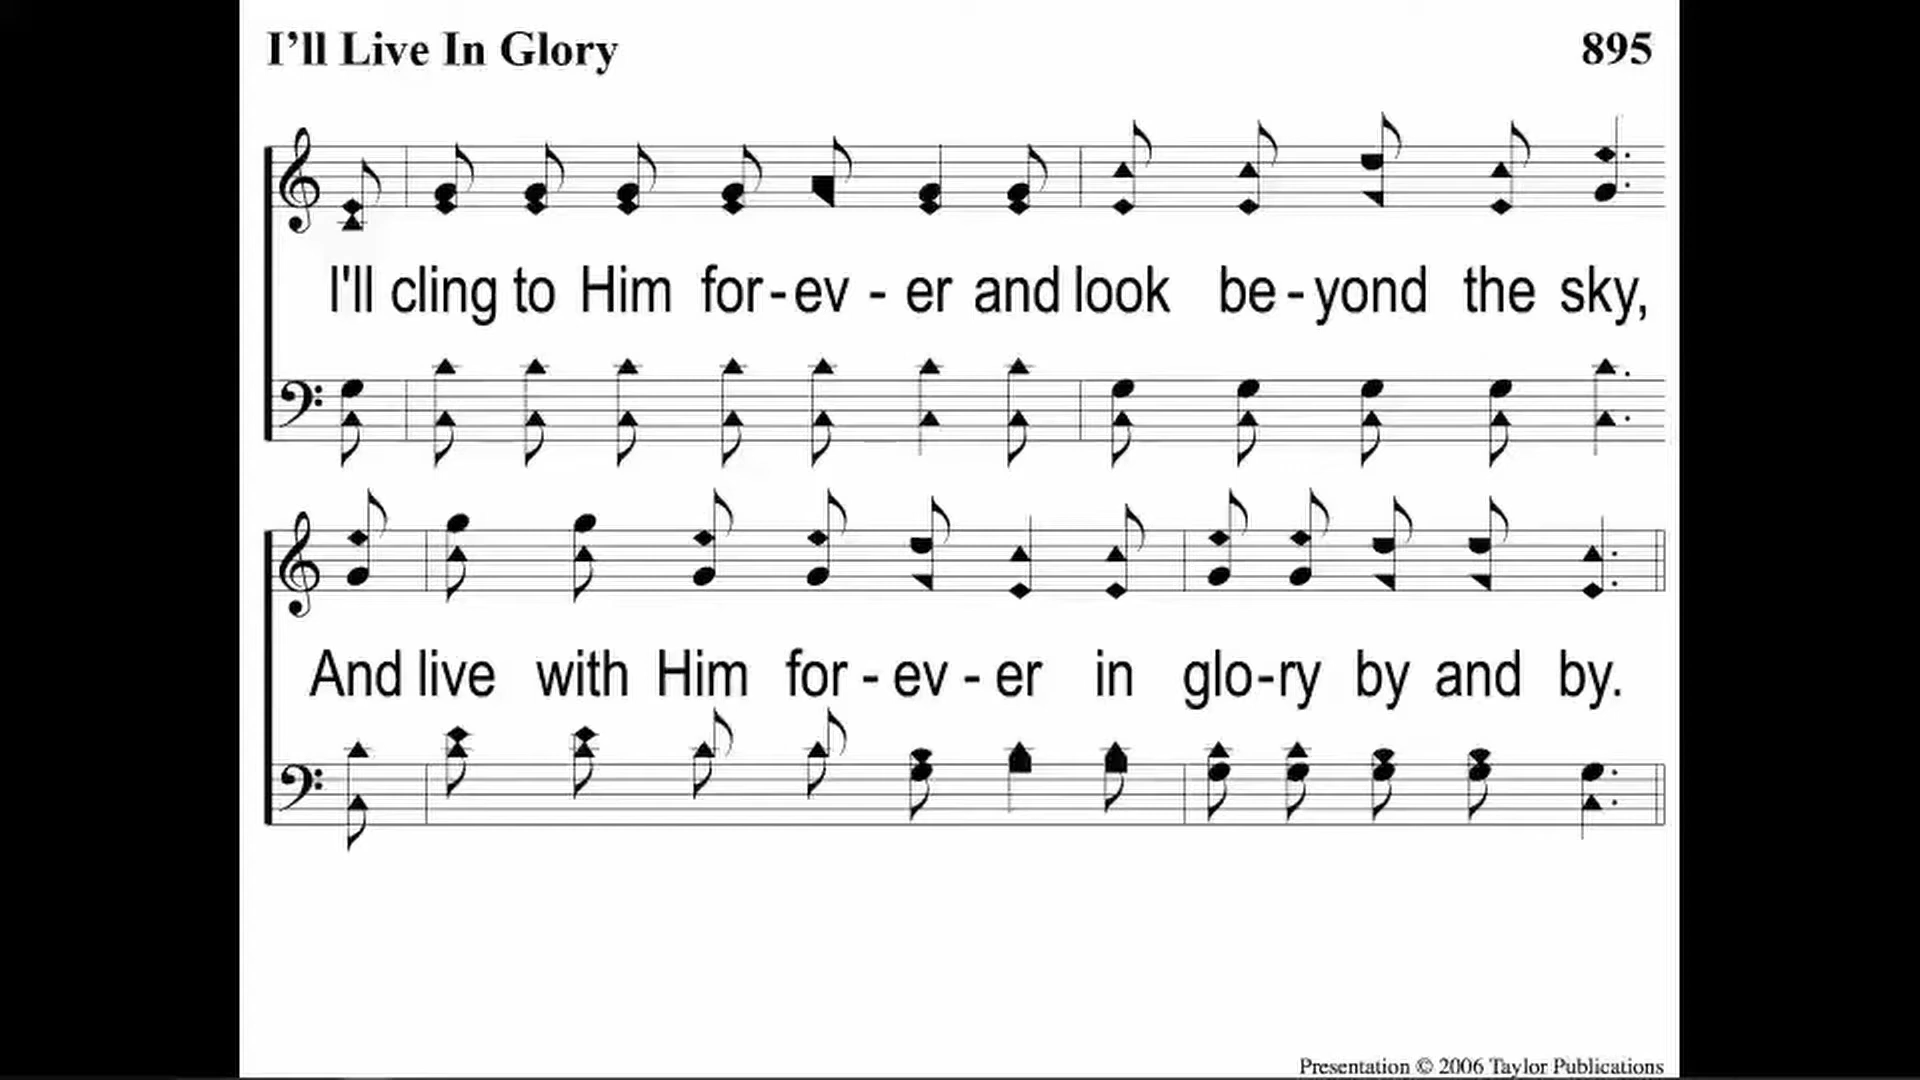 I’ll Live In Glory 895
I'll cling to Him for-ev - er and look be-yond the sky,
And live with Him for - ev - er in glo-ry by and by.
Presentation © 2006 Taylor Publications